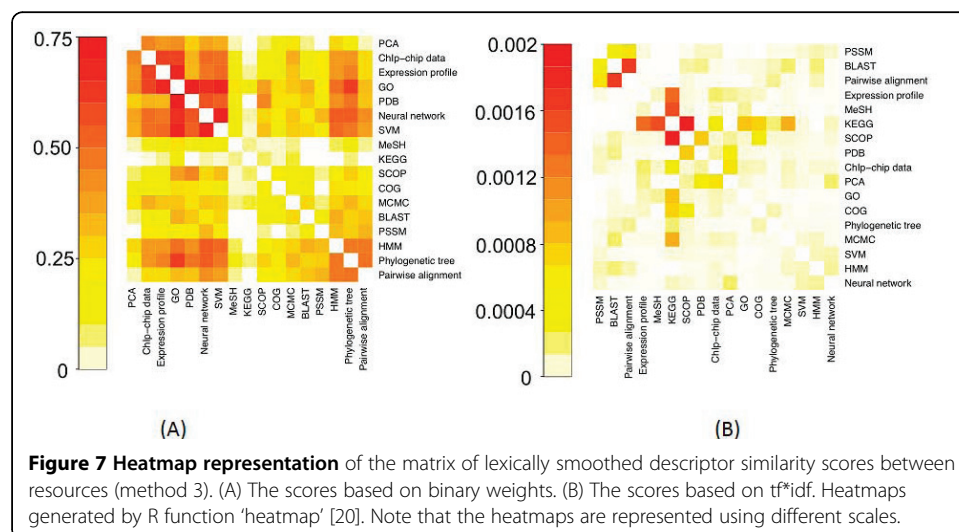 0.75
0.50
0.25
0
PCA
ChIp-chip data
Expression profile
GO
PDB
Neural network
SVM
MeSH
KEGG
SCOP
COG
MCMC
BLAST
PSSM
HMM
Phylogenetic tree
Pairwise alignment
PCA
ChIp-chip data
Expression profile
GO
PDB
Neural network
SVM
MeSH
KEGG
SCOP
COG
MCMC
BLAST
PSSM
HMM
Phylogenetic tree
Pairwise alignment
(A)
0.002
0.0016
0.0012
0.0008
0.0004
0
PSSM
BLAST
Pairwise alignment
Expression profile
MeSH
KEGG
SCOP
PDB
ChIp-chip data
PCA
GO
COG
Phylogenetic tree
MCMC
SVM
HMM
Neural network
PSSM
BLAST
Pairwise alignment
Expression profile
MeSH
KEGG
SCOP
PDB
ChIp-chip data
PCA
GO
COG
Phylogenetic tree
MCMC
SVM
HMM
Neural network
(B)
Figure 7 Heatmap representation of the matrix of lexically smoothed descriptor similarity scores between
resources (method 3). (A) The scores based on binary weights. (B) The scores based on tf*idf. Heatmaps
generated by R function 'heatmap' [20]. Note that the heatmaps are represented using different scales.